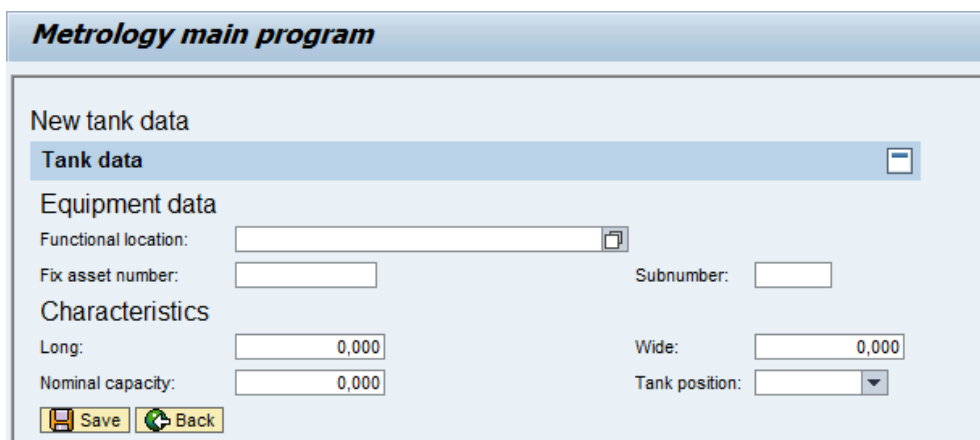 Metrology main program
New tank data
Tank data
Equipment data
Functional location:
Fix asset number: Subnumber:
Characteristics
Long: 0,000 Wide: 0,000
Nominal capacity: 0,000 Tank position:
Save Back